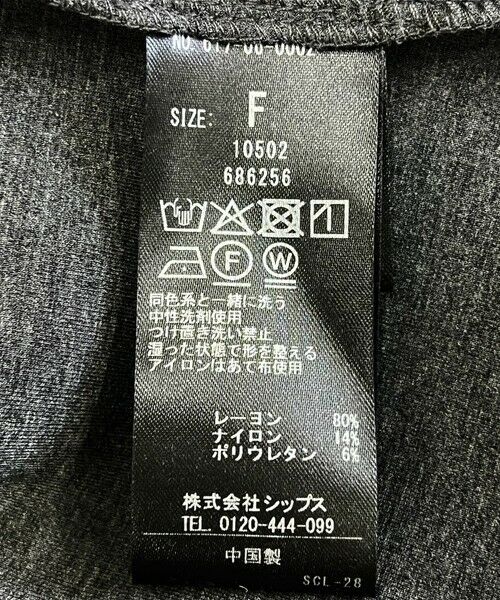 SIZE: F
10502
686256
F W
同色系と一緒に洗う
中性洗剤使用
つけ置き洗い禁止
湿った状態で形を整える
アイロンはあて布使用
レーヨン 80%
ナイロン 14%
ポリウレタン 6%
株式会社シップス
TEL. 0120-444-099
中国製
SCL-28